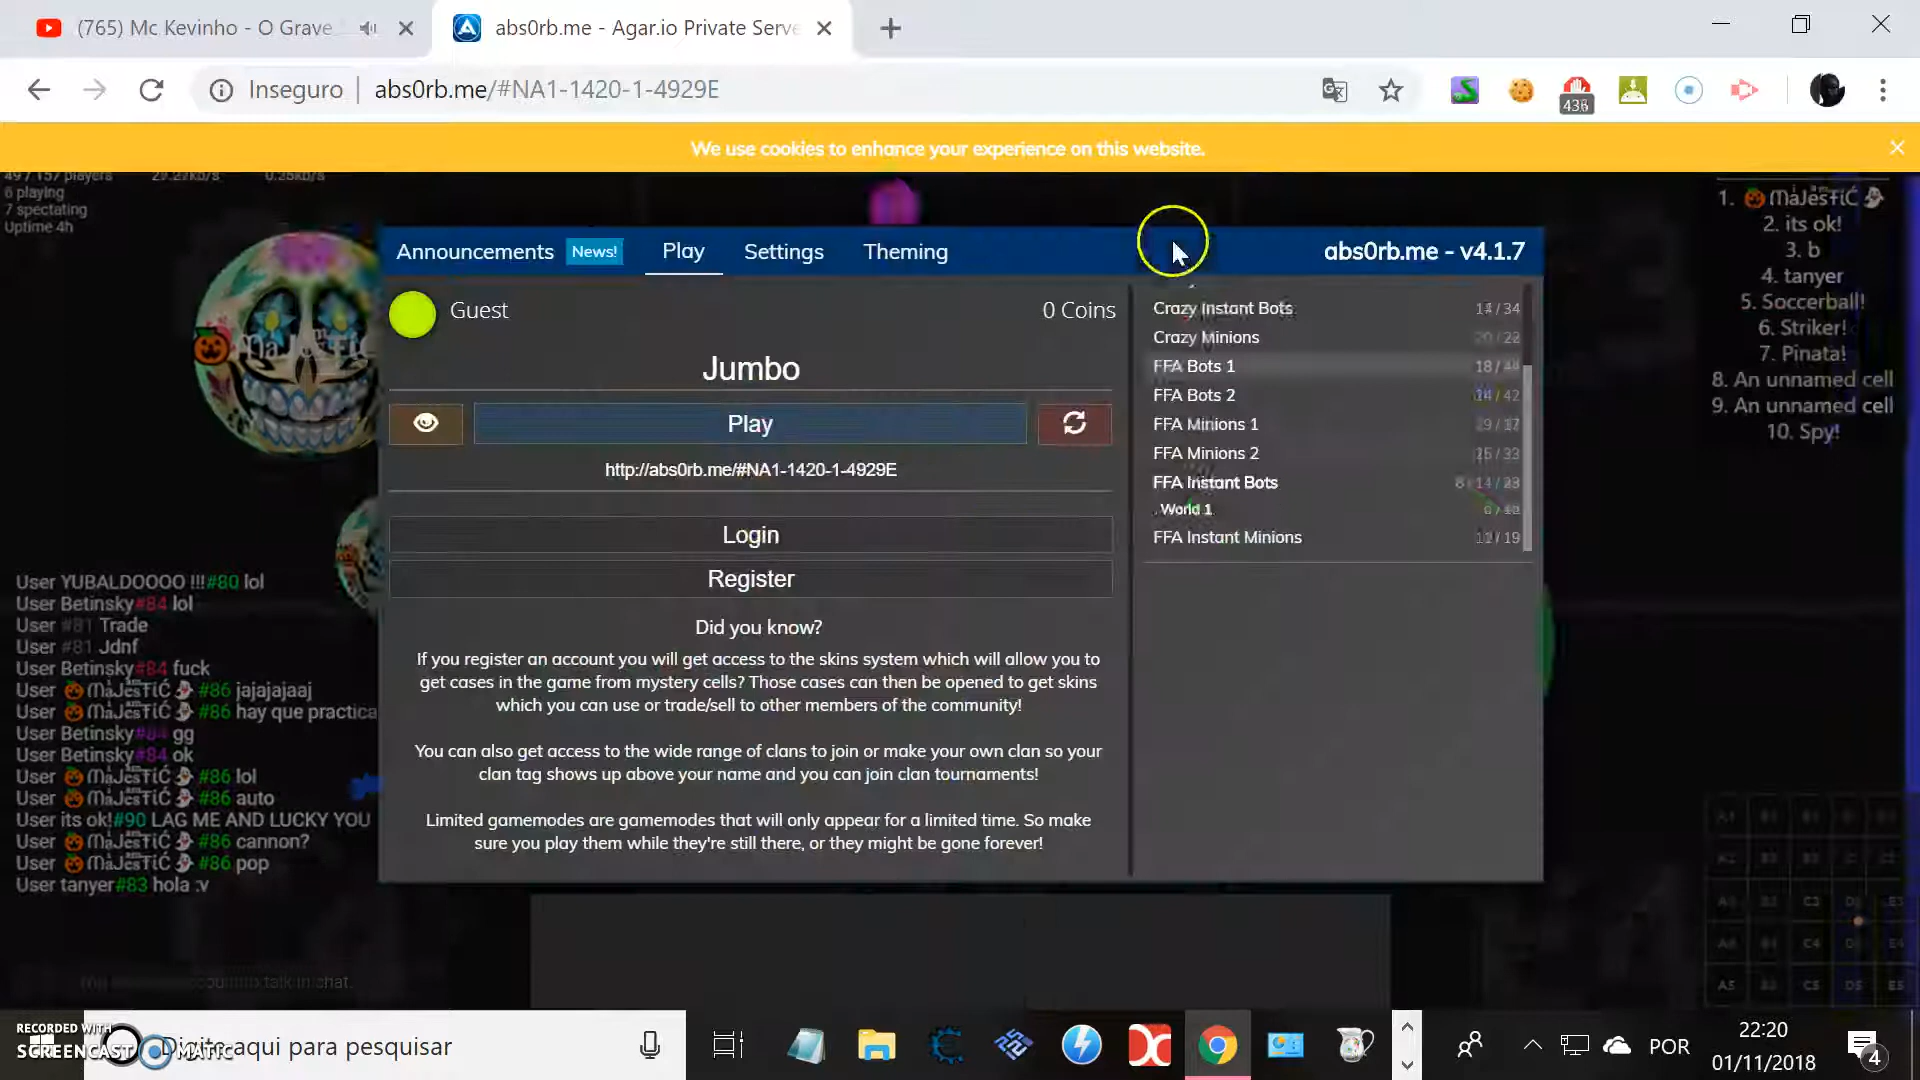 (765) Mc Kevinho - O Grave
abs0rb.me - Agar.io Private Serve
Inseguro
abs0rb.me/#NA1-1420-1-4929E
436
We use cookies to enhance your experience on this website.
497 157 players
6 playing
7 spectating
Uptime 4h
Announcements
News!
Play
Settings
Theming
abs0rb.me - v4.1.7
Guest
0 Coins
Jumbo
Play
http://abs0rb.me/#NA1-1420-1-4929E
Login
Register
Did you know?
If you register an account you will get access to the skins system which will allow you to
get cases in the game from mystery cells? Those cases can then be opened to get skins
which you can use or trade/sell to other members of the community!
You can also get access to the wide range of clans to join or make your own clan so your
clan tag shows up above your name and you can join clan tournaments!
Limited gamemodes are gamemodes that will only appear for a limited time. So make
sure you play them while they're still there, or they might be gone forever!
Crazy Instant Bots
Crazy Minions
FFA Bots 1
FFA Bots 2
FFA Minions 1
FFA Minions 2
FFA Instant Bots
World 1
FFA Instant Minions
1. 🎃 MaJesTiC 👻
2. its ok!
3. b
4. tanyer
5. Soccerball!
6. Striker!
7. Pinata!
8. An unnamed cell
9. An unnamed cell
10. Spy!
User YUBALDOOOO !!!#80 lol
User Betinsky#84 lol
User #81 Trade
User #81 Jdnf
User Betinsky#84 fuck
User 🎃 MaJesTiC 👻 #86 jajajajaaj
User 🎃 MaJesTiC 👻 #86 hay que practica
User Betinsky#84 gg
User Betinsky#84 ok
User 🎃 MaJesTiC 👻 #86 lol
User 🎃 MaJesTiC 👻 #86 auto
User its ok!#90 LAG ME AND LUCKY YOU
User 🎃 MaJesTiC 👻 #86 cannon?
User 🎃 MaJesTiC 👻 #86 pop
User tanyer#83 hola :v
talk in chat.
RECORDED WITH
SCREENCAST MATIC
Digite aqui para pesquisar
POR
22:20
01/11/2018
4